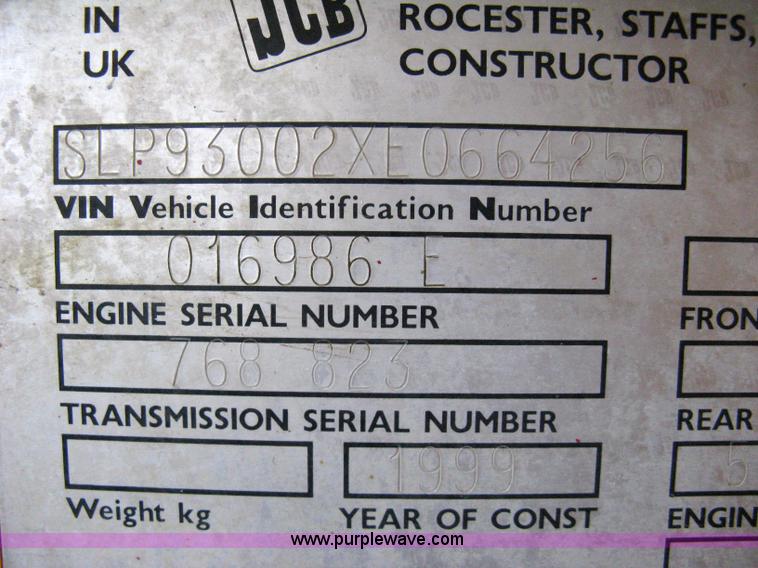 IN JCB ROCESTER, STAFFS,
UK CONSTRUCTOR
SLP93002XE0664256
VIN Vehicle Identification Number
016986 E
ENGINE SERIAL NUMBER FRON
768 823
TRANSMISSION SERIAL NUMBER REAR
1999 5
Weight kg YEAR OF CONST ENGIN
www.purplewave.com